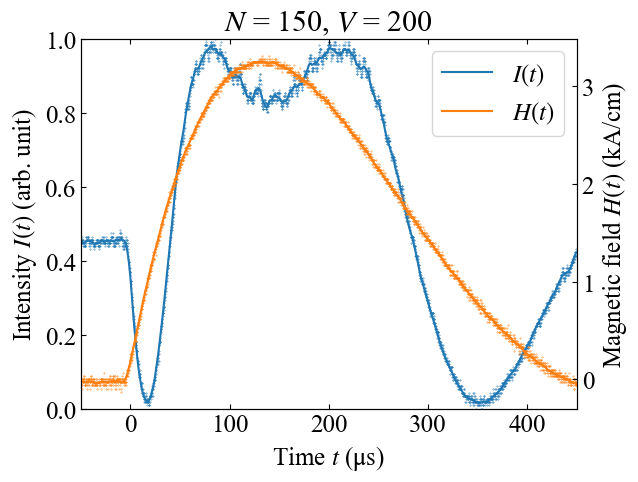 N = 150, V = 200
Intensity I(t) (arb. unit)
1.0
0.8
0.6
0.4
0.2
0.0
I(t)
H(t)
3
2
1
0
Magnetic field H(t) (kA/cm)
0
100
200
300
400
Time t (μs)